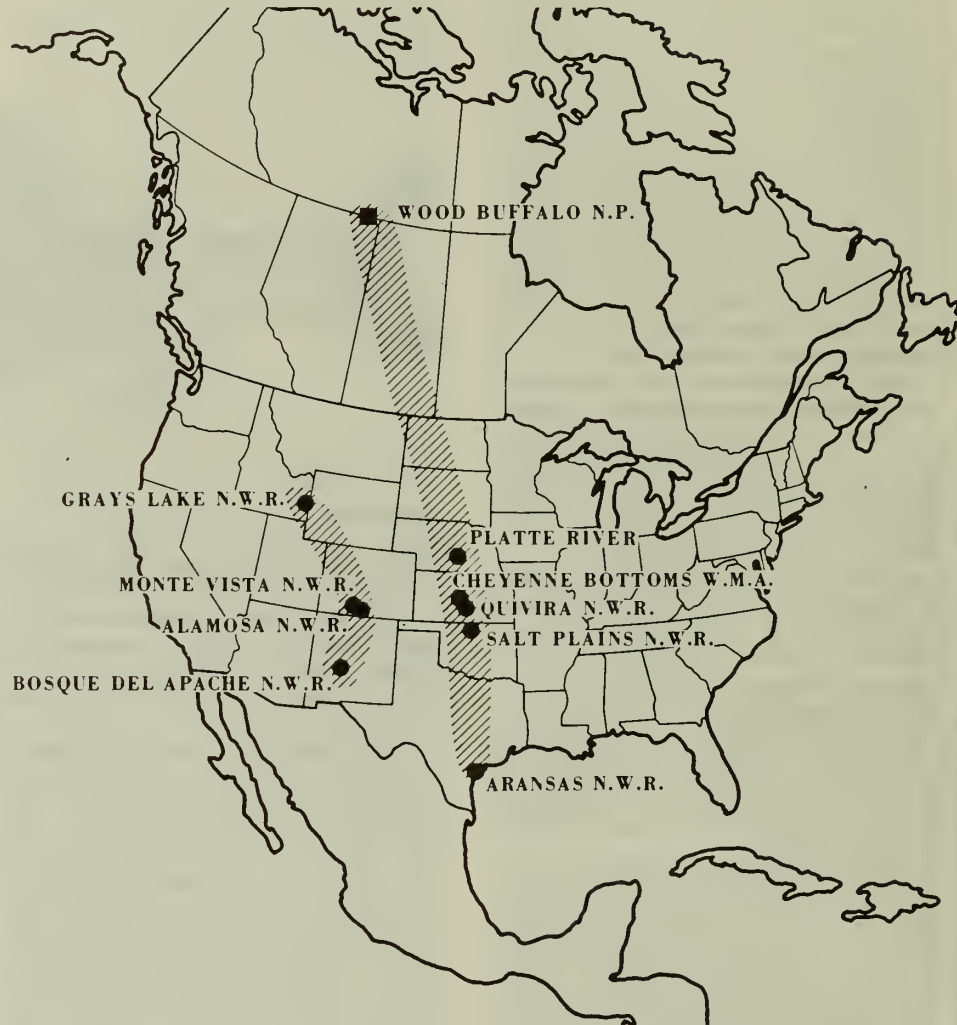 WOOD BUFFALO N.P.
GRAYS LAKE N.W.R.
PLATTE RIVER
MONTE VISTA N.W.R.
CHEYENNE BOTTOMS W.M.A.
QUIVIRA N.W.R.
ALAMOSA N.W.R.
SALT PLAINS N.W.R.
BOSQUE DEL APACHE N.W.R.
ARANSAS N.W.R.